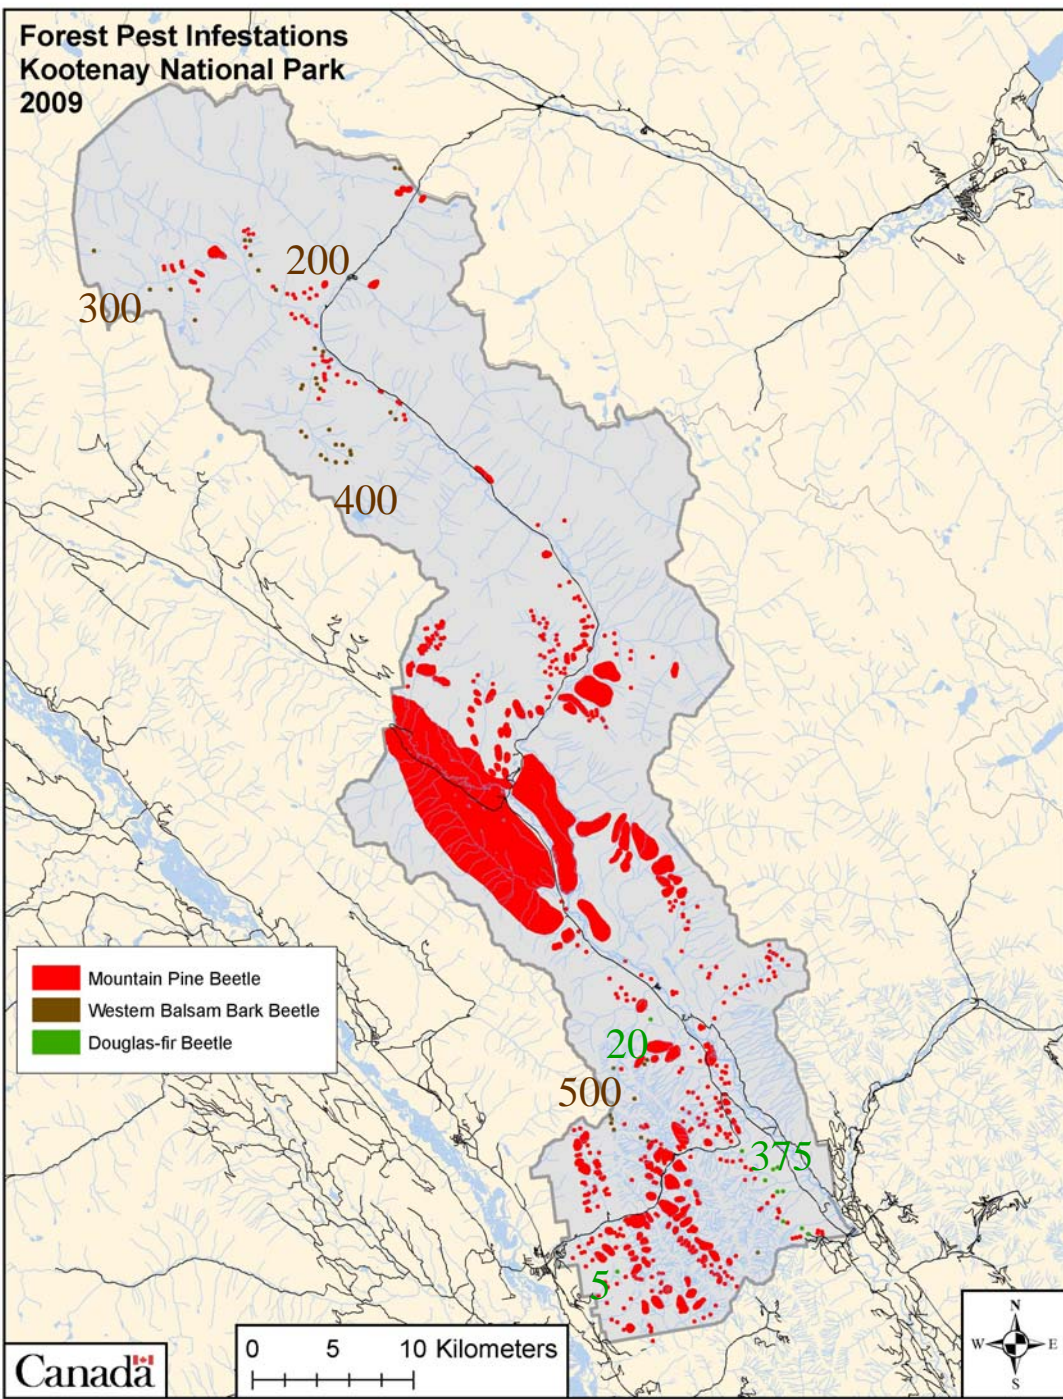 Forest Pest Infestations
Kootenay National Park
2009
200
300
400
Mountain Pine Beetle
Western Balsam Bark Beetle
Douglas-fir Beetle
20
500
375
5
0 5 10 Kilometers
Canada
N
W E
S